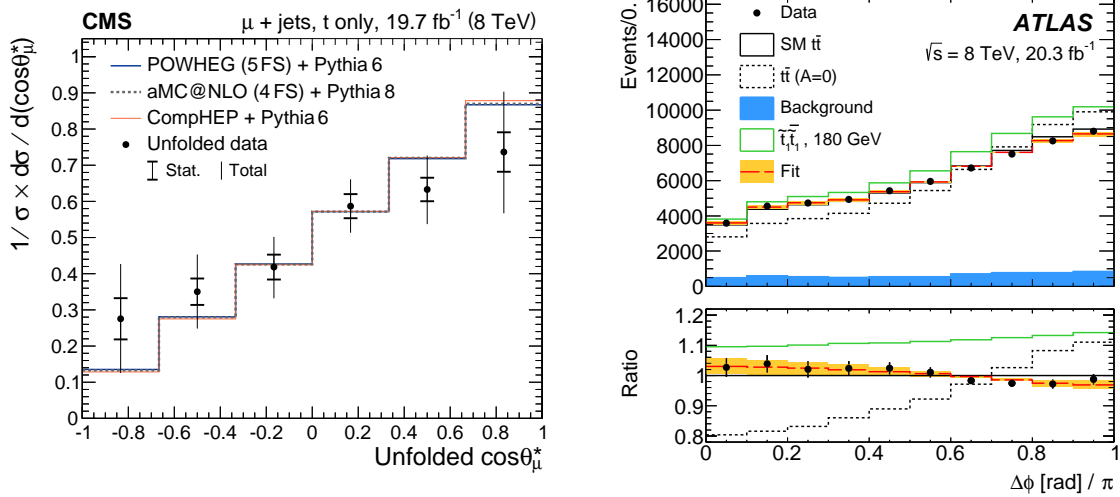 CMS
μ + jets, t only, 19.7 fb⁻¹ (8 TeV)
1/ σ × dσ / d(cosθ*μ)
POWHEG (5 FS) + Pythia 6
aMC@NLO (4 FS) + Pythia 8
CompHEP + Pythia 6
Unfolded data
Stat. Total
1
0.9
0.8
0.7
0.6
0.5
0.4
0.3
0.2
0.1
0
-1 -0.8 -0.6 -0.4 -0.2 0 0.2 0.4 0.6 0.8 1
Unfolded cosθ*μ
Events/0.
16000
14000
12000
10000
8000
6000
4000
2000
0
Data
SM tt̄
tt̄ (A=0)
Background
t̃₁t̃̄₁, 180 GeV
Fit
ATLAS
√s = 8 TeV, 20.3 fb⁻¹
Ratio
1.2
1.1
1
0.9
0.8
0 0.2 0.4 0.6 0.8 1
Δϕ [rad] / π